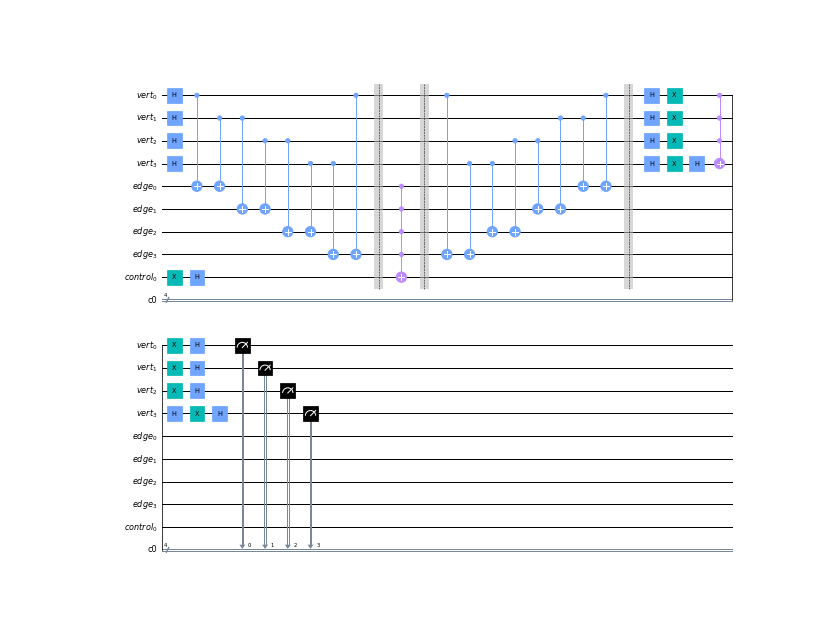 vert₀ H H X
vert₁ H H X
vert₂ H H X
vert₃ H H X H
edge₀
edge₁
edge₂
edge₃
control₀ X H
c0 4
vert₀ X H
vert₁ X H
vert₂ X H
vert₃ H X H
edge₀
edge₁
edge₂
edge₃
control₀
c0 4 0 1 2 3